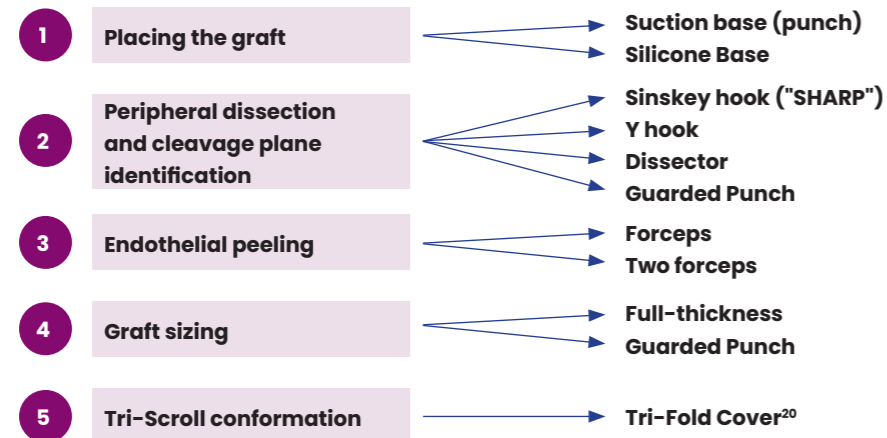 1 Placing the graft
Suction base (punch)
Silicone Base
2 Peripheral dissection
and cleavage plane
identification
Sinskey hook ("SHARP")
Y hook
Dissector
Guarded Punch
3 Endothelial peeling
Forceps
Two forceps
4 Graft sizing
Full-thickness
Guarded Punch
5 Tri-Scroll conformation
Tri-Fold Cover²⁰